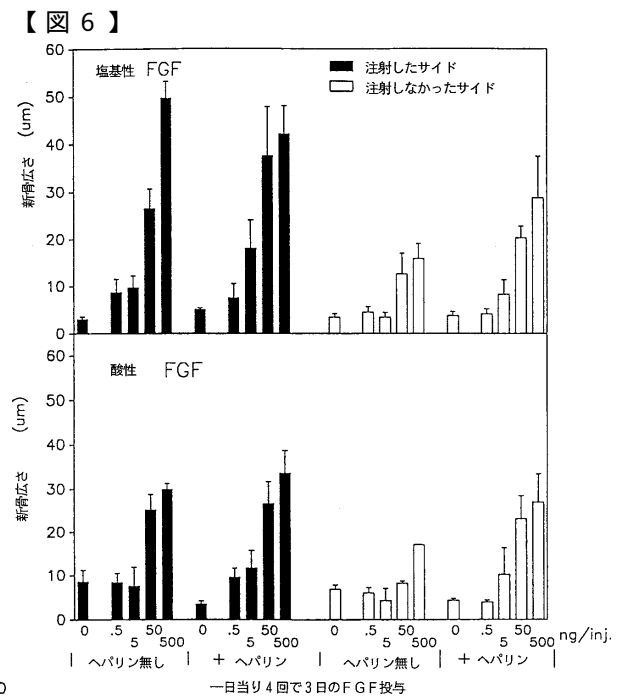 【図6】
塩基性 FGF
注射したサイド
注射しなかったサイド
新骨広さ (um)
60
50
40
30
20
10
0
酸性 FGF
新骨広さ (um)
60
50
40
30
20
10
0
0 .5 5 50 500 0 .5 5 50 500 0 .5 5 50 500 0 .5 5 50 500 ng/inj.
ヘパリン無し + ヘパリン ヘパリン無し + ヘパリン
一日当り4回で3日のFGF投与
0